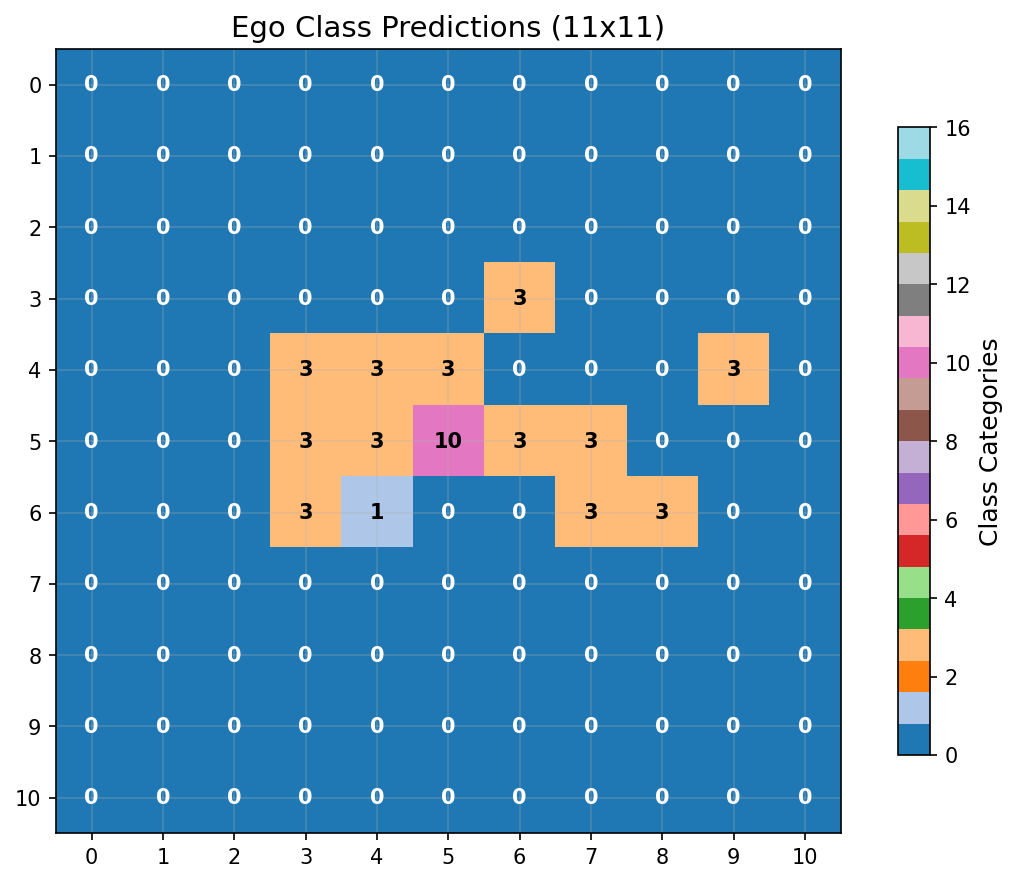 Ego Class Predictions (11x11)
0 0 0 0 0 0 0 0 0 0 0 0
1 0 0 0 0 0 0 0 0 0 0 0
2 0 0 0 0 0 0 0 0 0 0 0
3 0 0 0 0 0 0 3 0 0 0 0
4 0 0 0 3 3 3 0 0 0 3 0
5 0 0 0 3 3 10 3 3 0 0 0
6 0 0 0 3 1 0 0 3 3 0 0
7 0 0 0 0 0 0 0 0 0 0 0
8 0 0 0 0 0 0 0 0 0 0 0
9 0 0 0 0 0 0 0 0 0 0 0
10 0 0 0 0 0 0 0 0 0 0 0
0 1 2 3 4 5 6 7 8 9 10
16
14
12
10
8
6
4
2
0
Class Categories